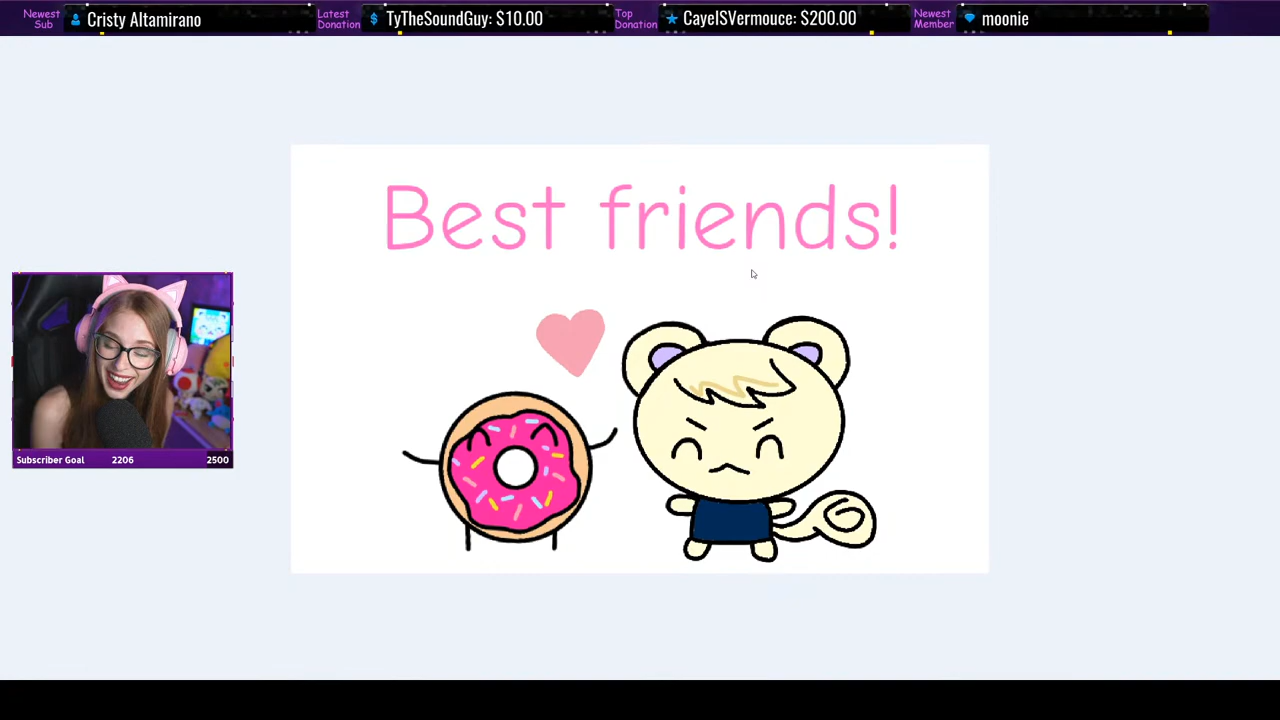 Newest Sub
Cristy Altamirano
Latest Donation
TyTheSoundGuy: $10.00
Top Donation
CayeISVermouce: $200.00
Newest Member
moonie
Best friends!
Subscriber Goal 2206 2500